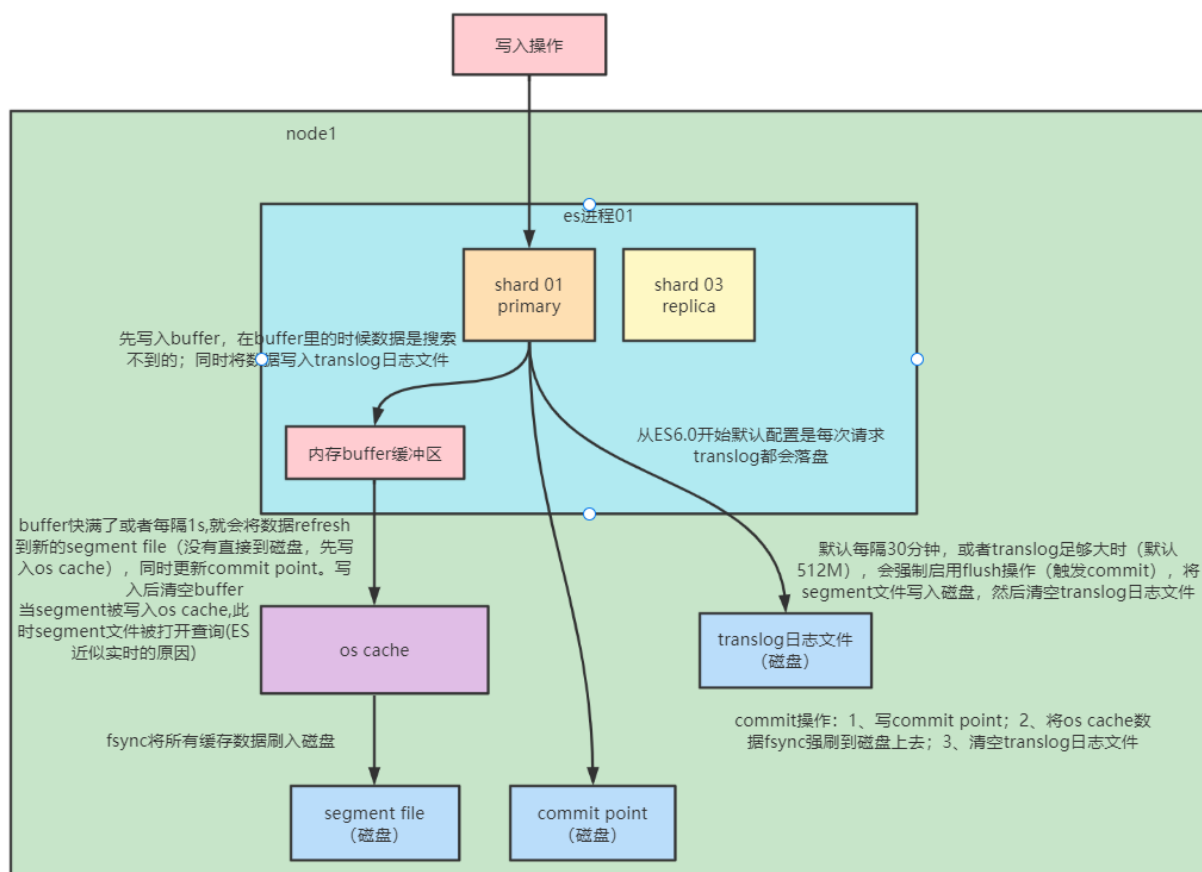 写入操作
node1
es进程01
shard 01
primary
shard 03
replica
先写入buffer，在buffer里的时候数据是搜索
不到的；同时将数据写入translog日志文件
内存buffer缓冲区
从ES6.0开始默认配置是每次请求
translog都会落盘
buffer快满了或者每隔1s,就会将数据refresh
到新的segment file（没有直接到磁盘，先写
入os cache），同时更新commit point。写
入后清空buffer
当segment被写入os cache,此
时segment文件被打开查询(ES
近似实时的原因)
os cache
默认每隔30分钟，或者translog足够大时（默认
512M），会强制启用flush操作（触发commit），将
segment文件写入磁盘，然后清空translog日志文件
translog日志文件
（磁盘）
commit操作：1、写commit point；2、将os cache数
据fsync强刷到磁盘上去；3、清空translog日志文件
fsync将所有缓存数据刷入磁盘
segment file
（磁盘）
commit point
（磁盘）